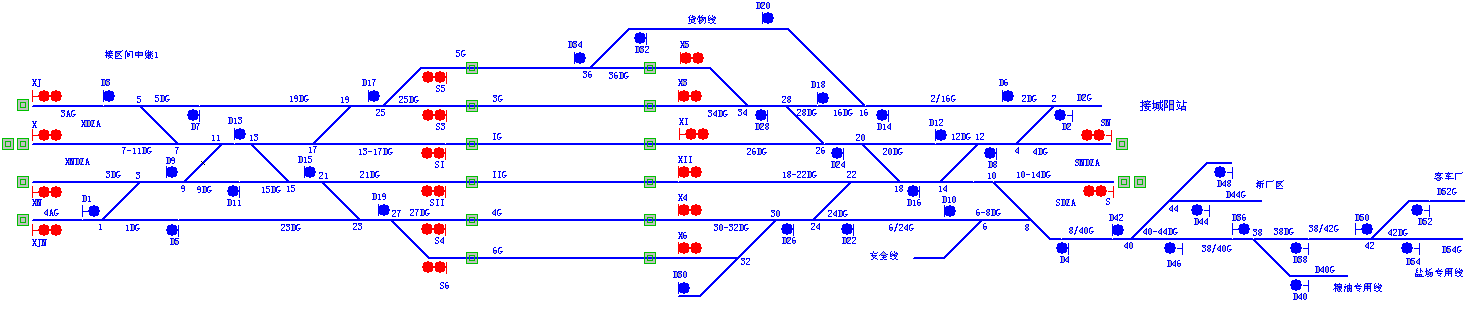 D20
货物线
D34
D32
X5
接区间中继1
5G
36
36DG
XJ
D3
D17
S5
X3
D18
D6
3AG
5
5DG
19DG
19
25DG
3G
34DG
34
28
28DG
16DG
16
2/16G
2DG
2
D2G
接城阳站
D7
25
S3
D28
D14
D2
X
XDZA
D13
XI
D12
SN
11
13
IG
20
12DG
12
7-11DG
7
17
13-17DG
SI
26DG
26
20DG
4
4DG
XNDZA
D9
D15
XII
D24
D8
SNDZA
3DG
3
9
9DG
15DG
15
21
21DG
IIG
18-22DG
22
18
14
10
10-14DG
D48
新厂区
客车厂
XN
D1
D11
D19
SII
X4
D16
D10
SDZA
S
44
D44G
D52G
4AG
1
1DG
D5
23DG
23
27
27DG
4G
30
30-32DG
D26
24
24DG
D22
6-8DG
6/24G
6
8
8/40G
D42
D44
D36
D50
D52
XJN
S4
X6
安全线
D4
40
40-44DG
D46
38/40G
38
38DG
38/42G
D38
42
42DG
D54
D54G
6G
32
S6
D30
D40G
D40
粮油专用线
盐场专用线